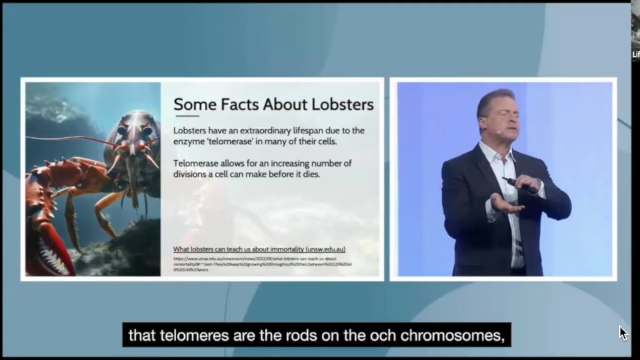 Some Facts About Lobsters
Lobsters have an extraordinary lifespan due to the
enzyme 'telomerase' in many of their cells.
Telomerase allows for an increasing number of
divisions a cell can make before it dies.
What lobsters can teach us about immortality (unsw.edu.au)
that telomeres are the rods on the och chromosomes,